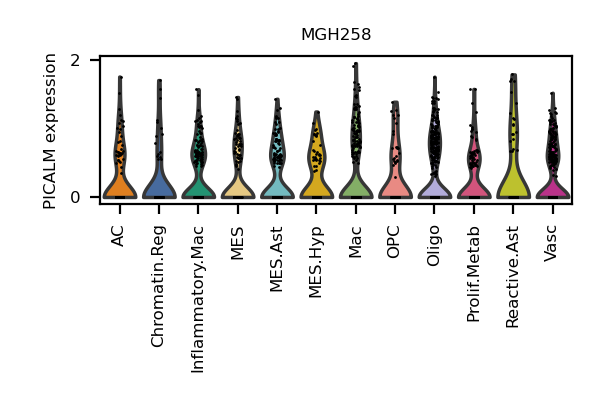 MGH258
PICALM expression
2
0
AC
Chromatin.Reg
Inflammatory.Mac
MES
MES.Ast
MES.Hyp
Mac
OPC
Oligo
Prolif.Metab
Reactive.Ast
Vasc